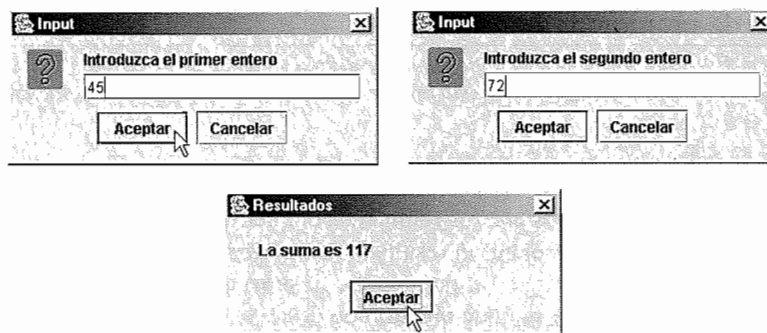 Input
Introduzca el primer entero
45
Aceptar Cancelar
Input
Introduzca el segundo entero
72
Aceptar Cancelar
Resultados
La suma es 117
Aceptar